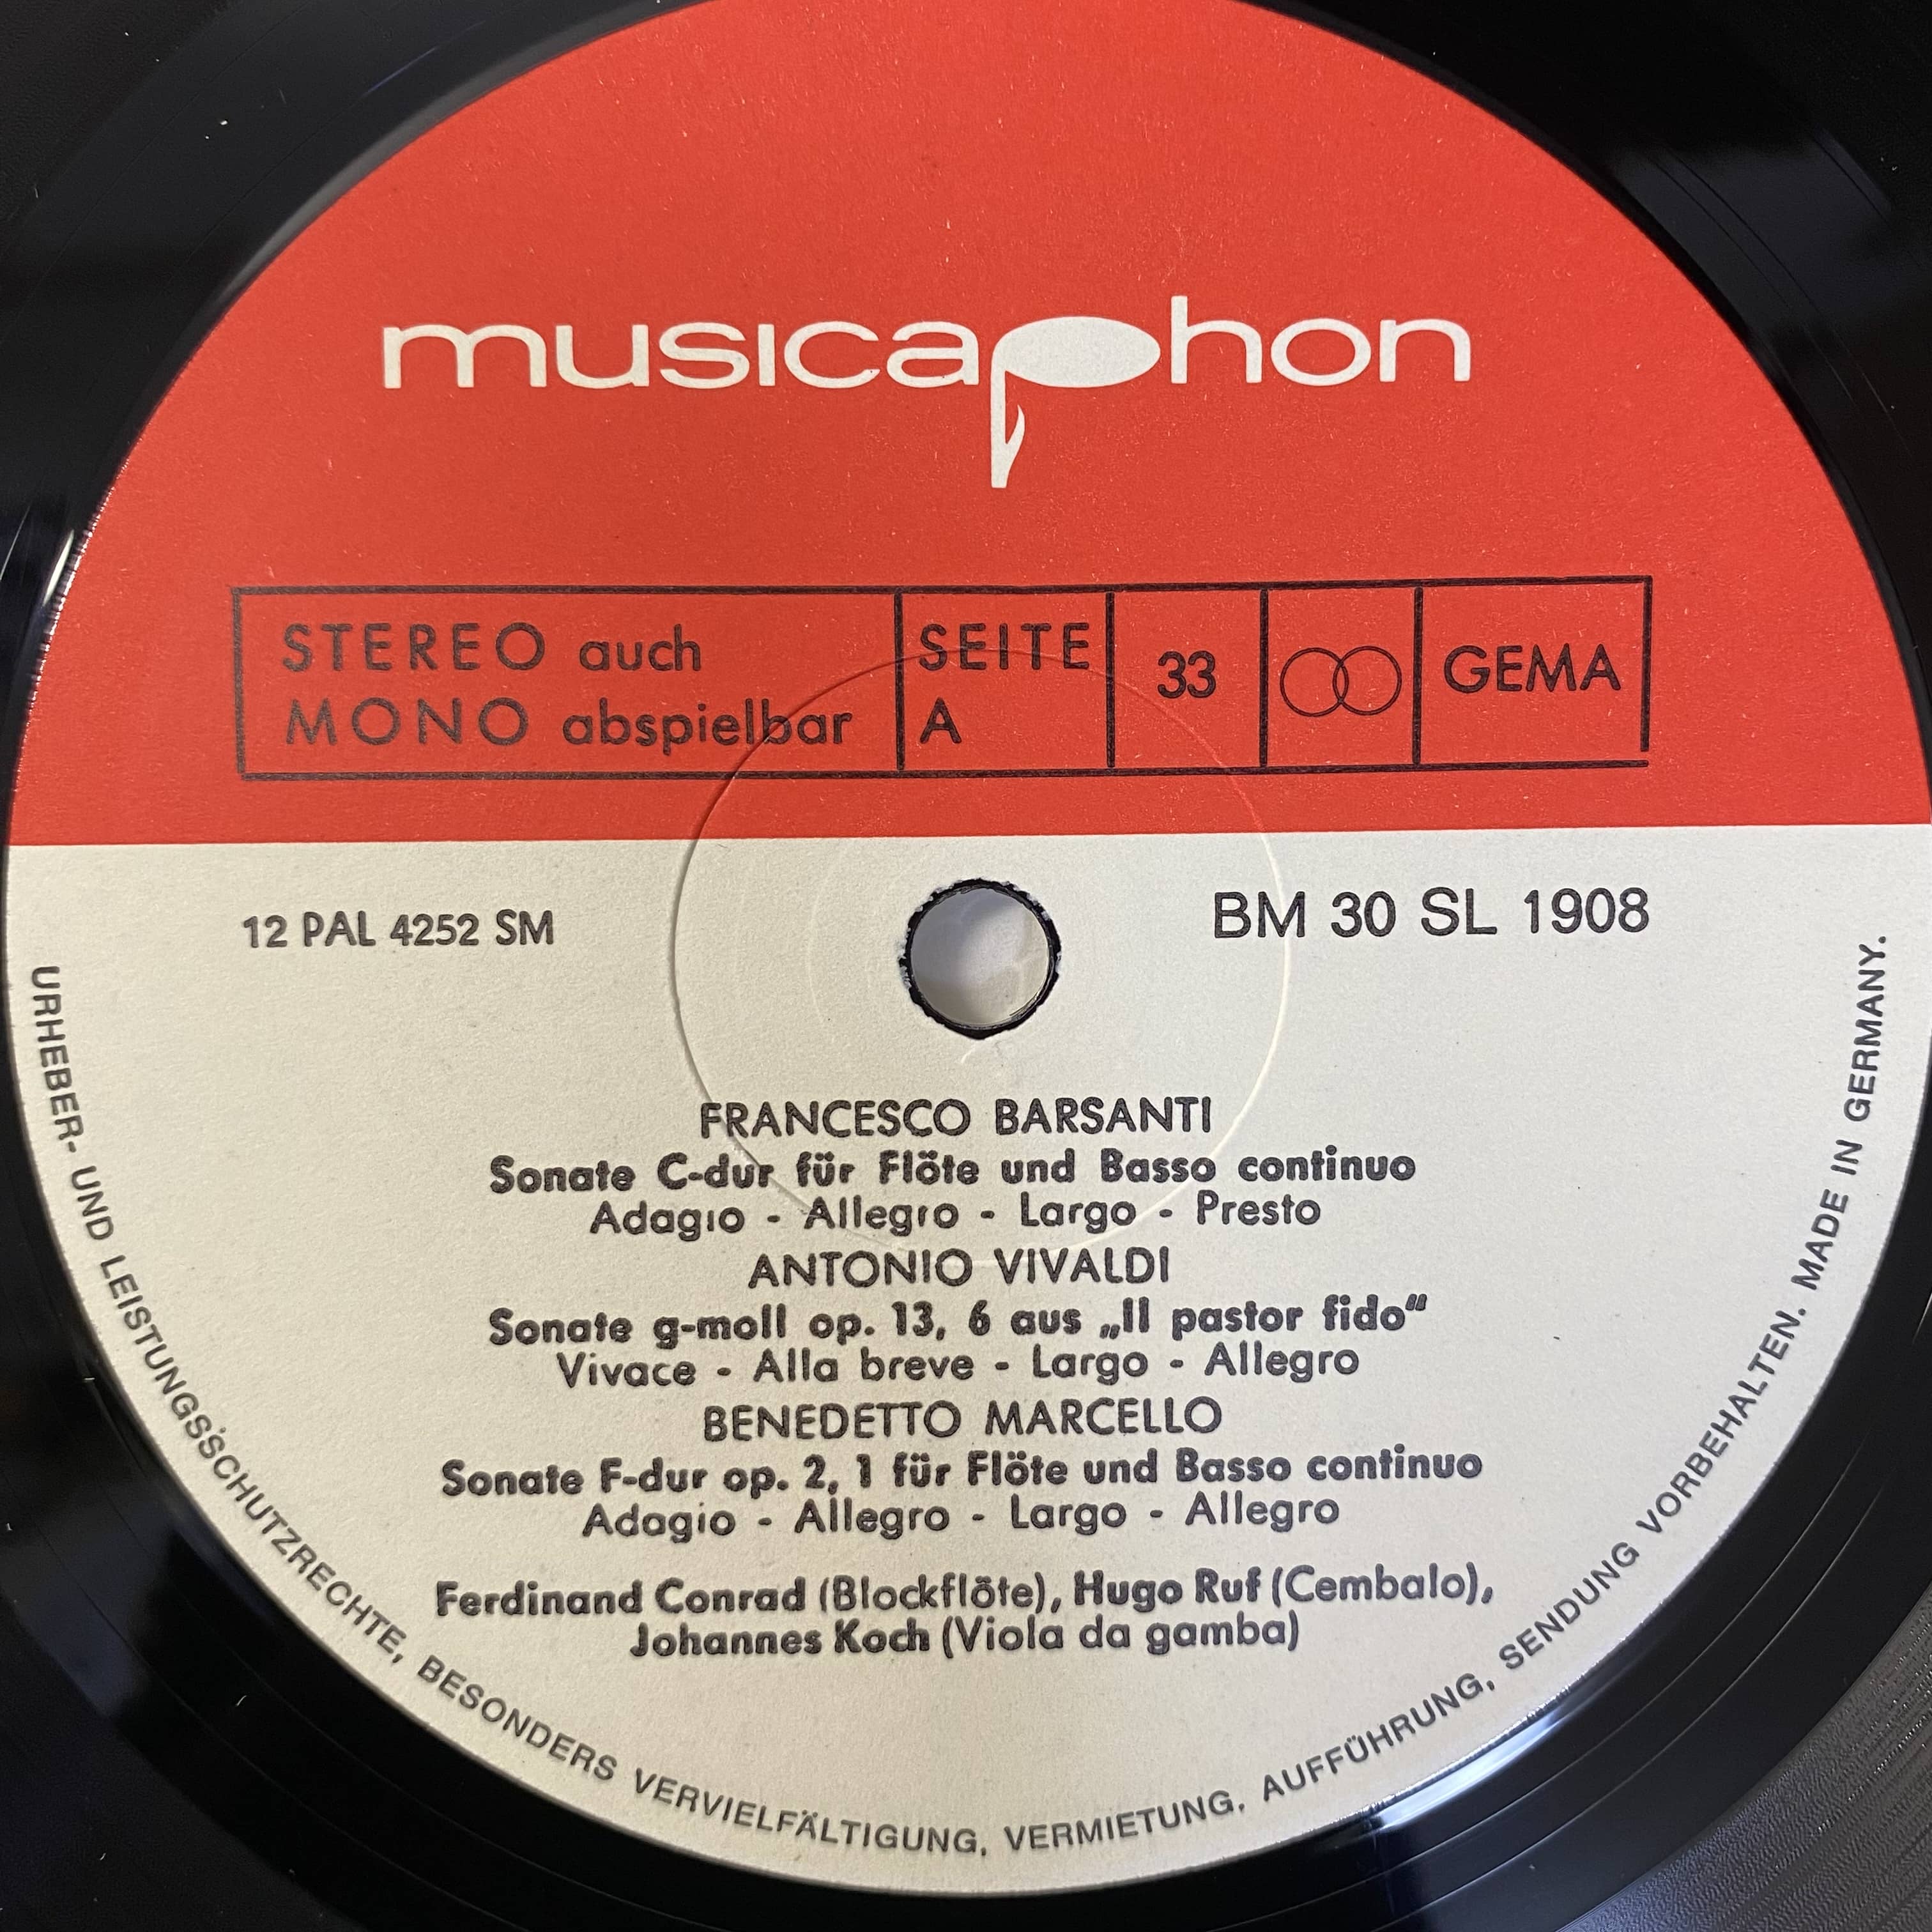 musicaphon
STEREO auch
MONO abspielbar
SEITE
A
33
GEMA
12 PAL 4252 SM
BM 30 SL 1908
FRANCESCO BARSANTI
Sonate C-dur für Flöte und Basso continuo
Adagio - Allegro - Largo - Presto
ANTONIO VIVALDI
Sonate g-moll op. 13, 6 aus „Il pastor fido“
Vivace - Alla breve - Largo - Allegro
BENEDETTO MARCELLO
Sonate F-dur op. 2, 1 für Flöte und Basso continuo
Adagio - Allegro - Largo - Allegro
Ferdinand Conrad (Blockflöte), Hugo Ruf (Cembalo),
Johannes Koch (Viola da gamba)
URHEBER- UND LEISTUNGSSCHUTZRECHTE, BESONDERS VERVIELFÄLTIGUNG, VERMIETUNG, AUFFÜHRUNG, SENDUNG VORBEHALTEN. MADE IN GERMANY.